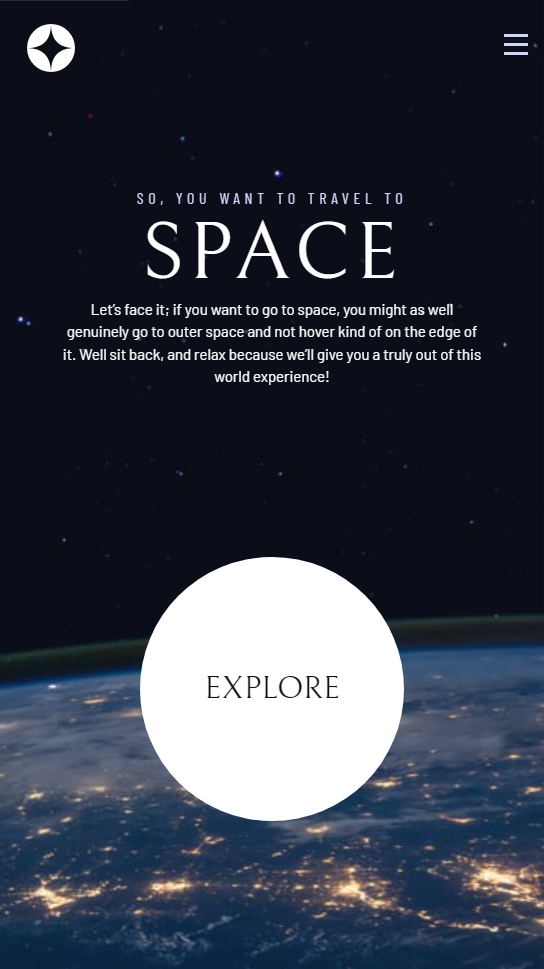 SO, YOU WANT TO TRAVEL TO
SPACE
Let’s face it; if you want to go to space, you might as well
genuinely go to outer space and not hover kind of on the edge of
it. Well sit back, and relax because we’ll give you a truly out of this
world experience!
EXPLORE